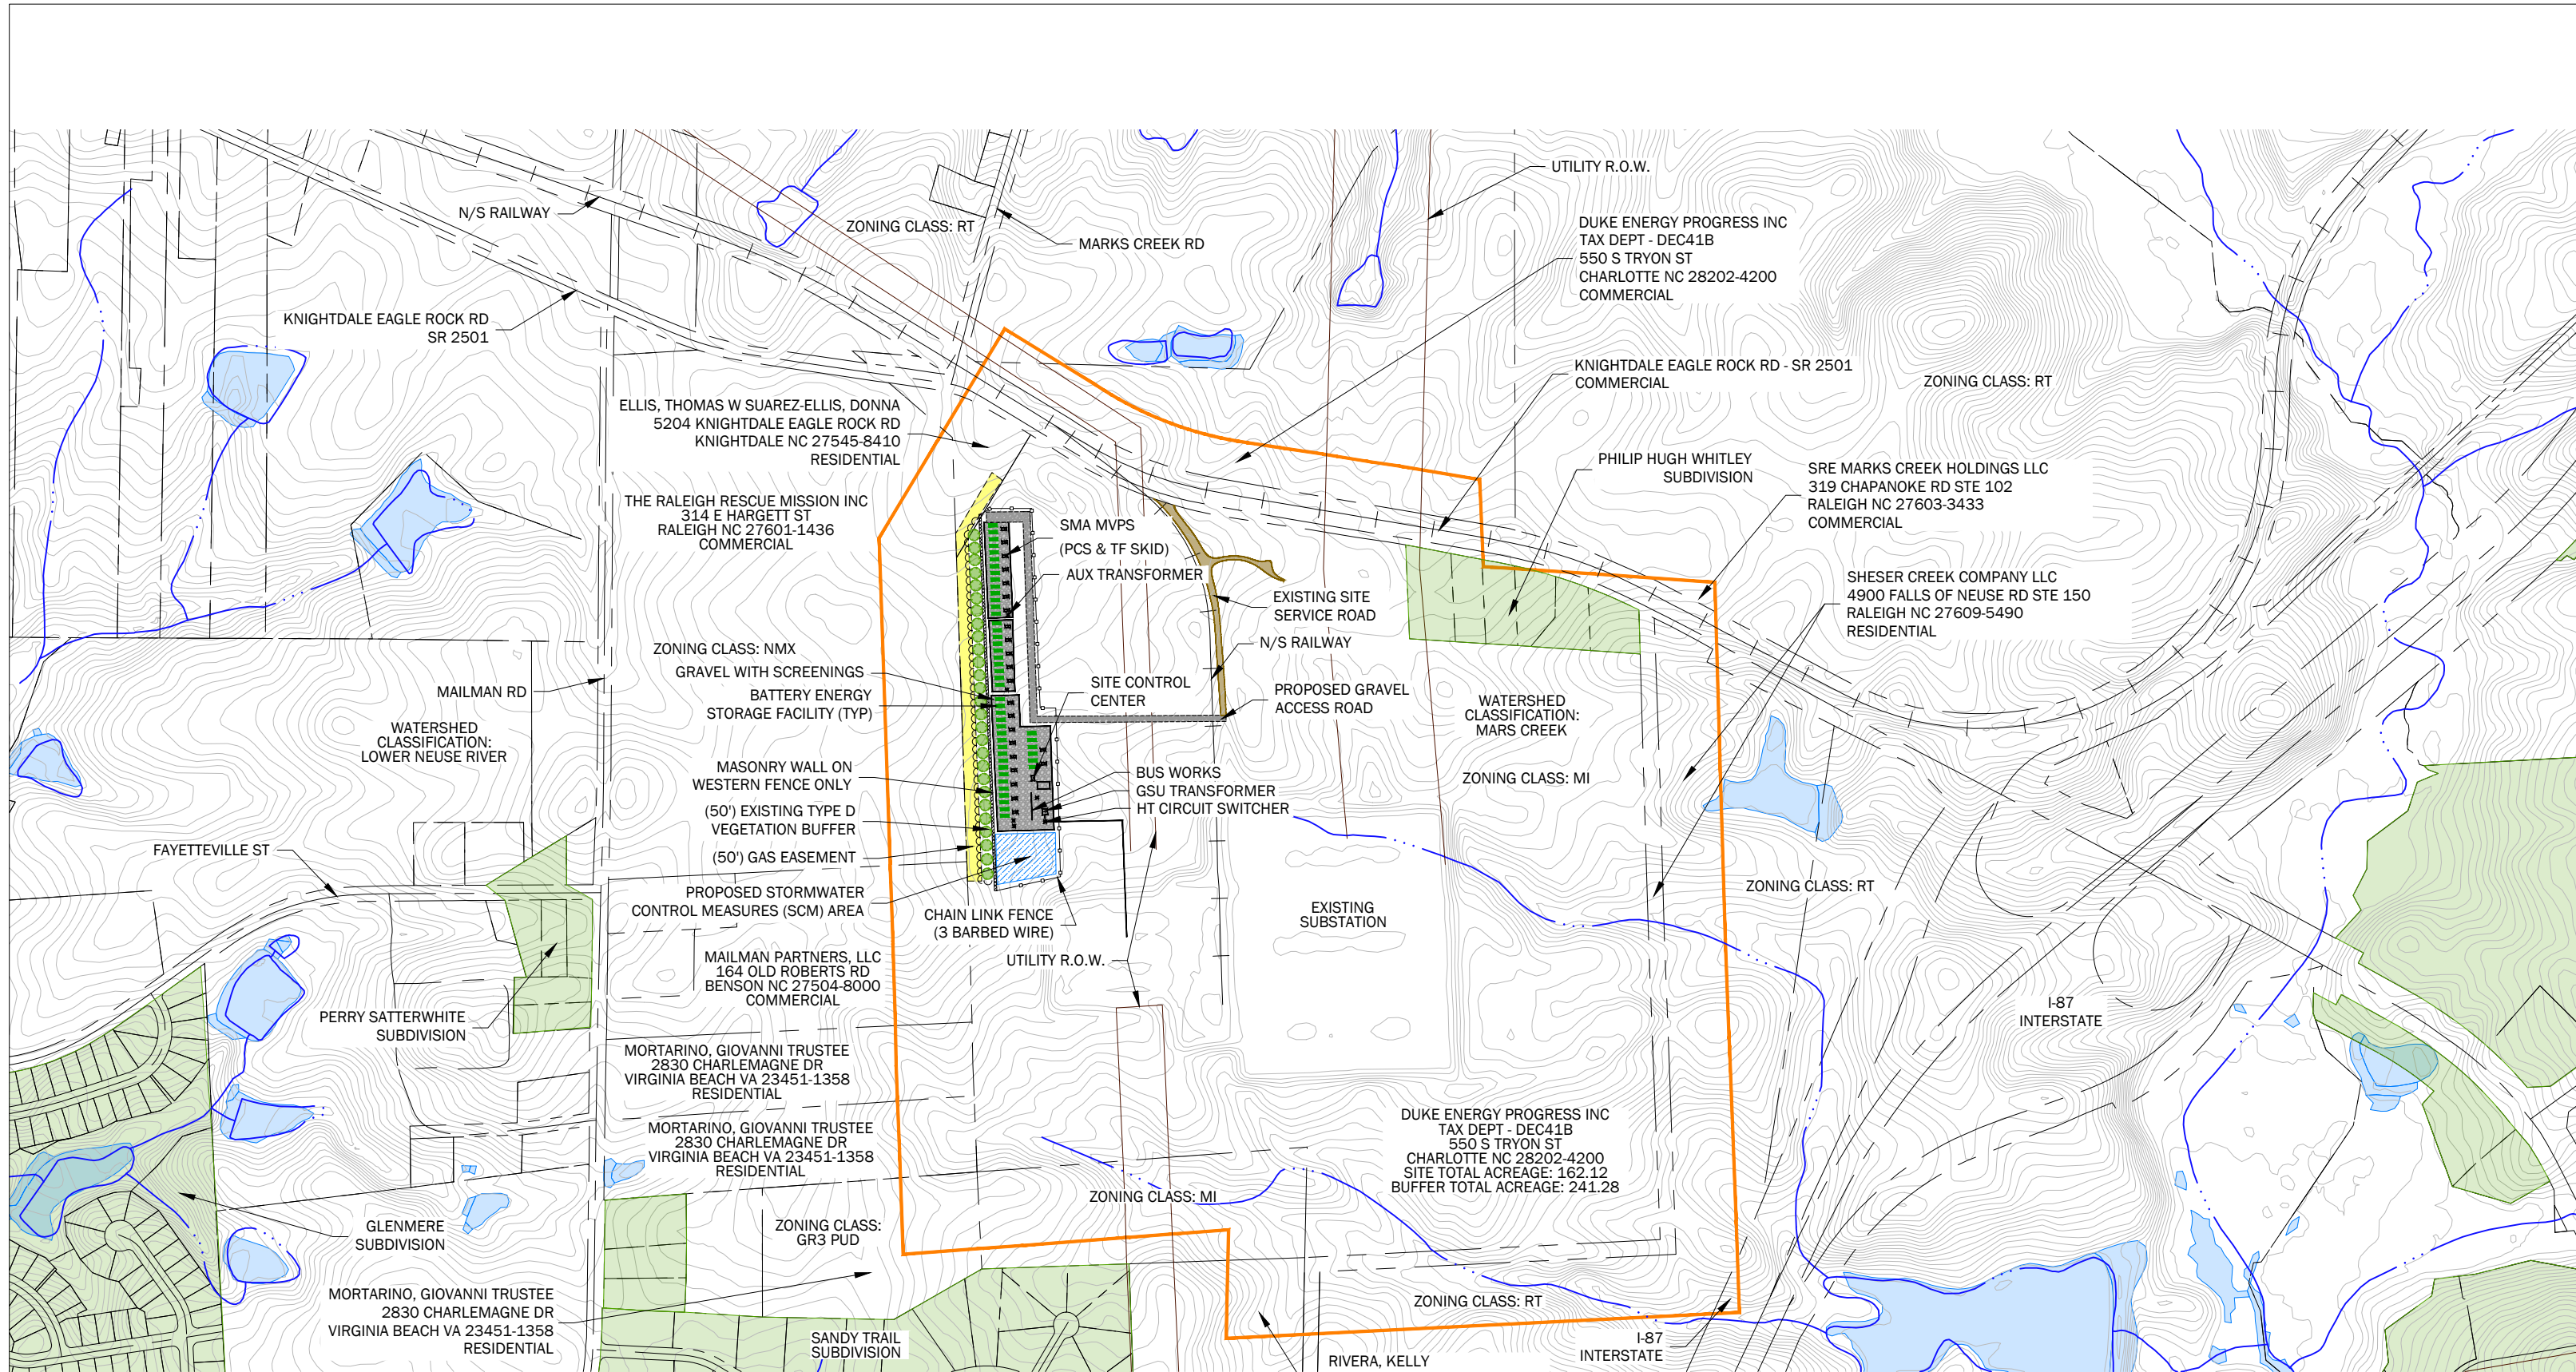 UTILITY R.O.W.
N/S RAILWAY
ZONING CLASS: RT
MARKS CREEK RD
DUKE ENERGY PROGRESS INC
TAX DEPT - DEC41B
550 S TRYON ST
CHARLOTTE NC 28202-4200
COMMERCIAL
KNIGHTDALE EAGLE ROCK RD
SR 2501
KNIGHTDALE EAGLE ROCK RD - SR 2501
COMMERCIAL
ZONING CLASS: RT
ELLIS, THOMAS W SUAREZ-ELLIS, DONNA
5204 KNIGHTDALE EAGLE ROCK RD
KNIGHTDALE NC 27545-8410
RESIDENTIAL
PHILIP HUGH WHITLEY
SUBDIVISION
SRE MARKS CREEK HOLDINGS LLC
319 CHAPANOKE RD STE 102
RALEIGH NC 27603-3433
COMMERCIAL
THE RALEIGH RESCUE MISSION INC
314 E HARGETT ST
RALEIGH NC 27601-1436
COMMERCIAL
SMA MVPS
(PCS & TF SKID)
AUX TRANSFORMER
EXISTING SITE
SERVICE ROAD
SHESER CREEK COMPANY LLC
4900 FALLS OF NEUSE RD STE 150
RALEIGH NC 27609-5490
RESIDENTIAL
N/S RAILWAY
ZONING CLASS: NMX
GRAVEL WITH SCREENINGS
BATTERY ENERGY
STORAGE FACILITY (TYP)
SITE CONTROL
CENTER
PROPOSED GRAVEL
ACCESS ROAD
MAILMAN RD
WATERSHED
CLASSIFICATION:
LOWER NEUSE RIVER
WATERSHED
CLASSIFICATION:
MARS CREEK
MASONRY WALL ON
WESTERN FENCE ONLY
BUS WORKS
GSU TRANSFORMER
HT CIRCUIT SWITCHER
ZONING CLASS: MI
(50') EXISTING TYPE D
VEGETATION BUFFER
FAYETTEVILLE ST
(50') GAS EASEMENT
PROPOSED STORMWATER
CONTROL MEASURES (SCM) AREA
CHAIN LINK FENCE
(3 BARBED WIRE)
EXISTING
SUBSTATION
ZONING CLASS: RT
MAILMAN PARTNERS, LLC
164 OLD ROBERTS RD
BENSON NC 27504-8000
COMMERCIAL
UTILITY R.O.W.
PERRY SATTERWHITE
SUBDIVISION
I-87
INTERSTATE
MORTARINO, GIOVANNI TRUSTEE
2830 CHARLEMAGNE DR
VIRGINIA BEACH VA 23451-1358
RESIDENTIAL
MORTARINO, GIOVANNI TRUSTEE
2830 CHARLEMAGNE DR
VIRGINIA BEACH VA 23451-1358
RESIDENTIAL
DUKE ENERGY PROGRESS INC
TAX DEPT - DEC41B
550 S TRYON ST
CHARLOTTE NC 28202-4200
SITE TOTAL ACREAGE: 162.12
BUFFER TOTAL ACREAGE: 241.28
ZONING CLASS: MI
GLENMERE
SUBDIVISION
ZONING CLASS:
GR3 PUD
MORTARINO, GIOVANNI TRUSTEE
2830 CHARLEMAGNE DR
VIRGINIA BEACH VA 23451-1358
RESIDENTIAL
ZONING CLASS: RT
SANDY TRAIL
SUBDIVISION
I-87
INTERSTATE
RIVERA, KELLY